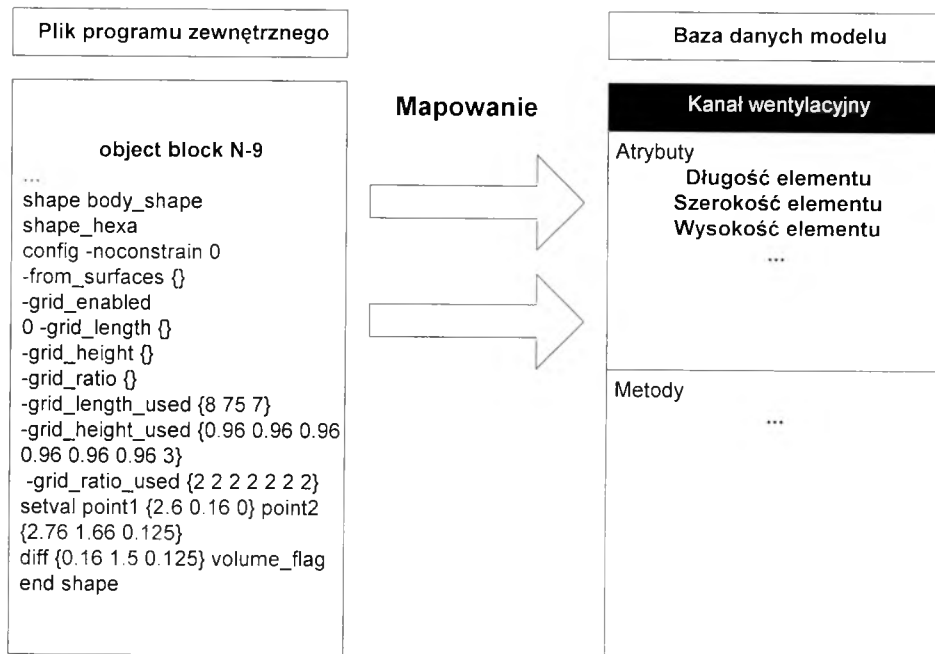 Plik programu zewnętrznego
object block N-9
...
shape body_shape
shape_hexa
config -noconstrain 0
-from_surfaces {}
-grid_enabled
0 -grid_length {}
-grid_height {}
-grid_ratio {}
-grid_length_used {8 75 7}
-grid_height_used {0.96 0.96 0.96
0.96 0.96 0.96 3}
-grid_ratio_used {2 2 2 2 2 2 2}
setval point1 {2.6 0.16 0} point2
{2.76 1.66 0.125}
diff {0.16 1.5 0.125} volume_flag
end shape
Mapowanie
Baza danych modelu
Kanał wentylacyjny
Atrybuty
Długość elementu
Szerokość elementu
Wysokość elementu
...
Metody
...